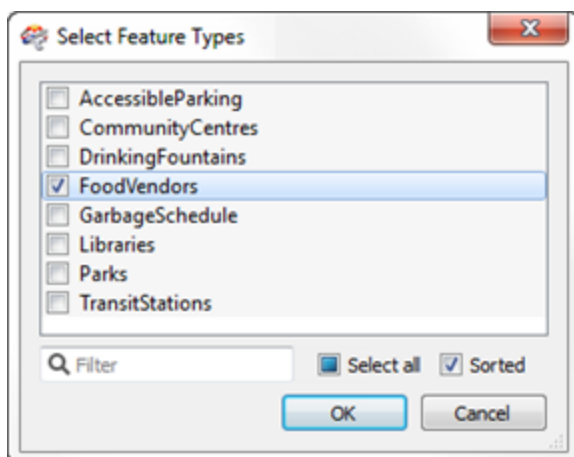 Select Feature Types
AccessibleParking
CommunityCentres
DrinkingFountains
FoodVendors
GarbageSchedule
Libraries
Parks
TransitStations
Filter Select all Sorted
OK Cancel